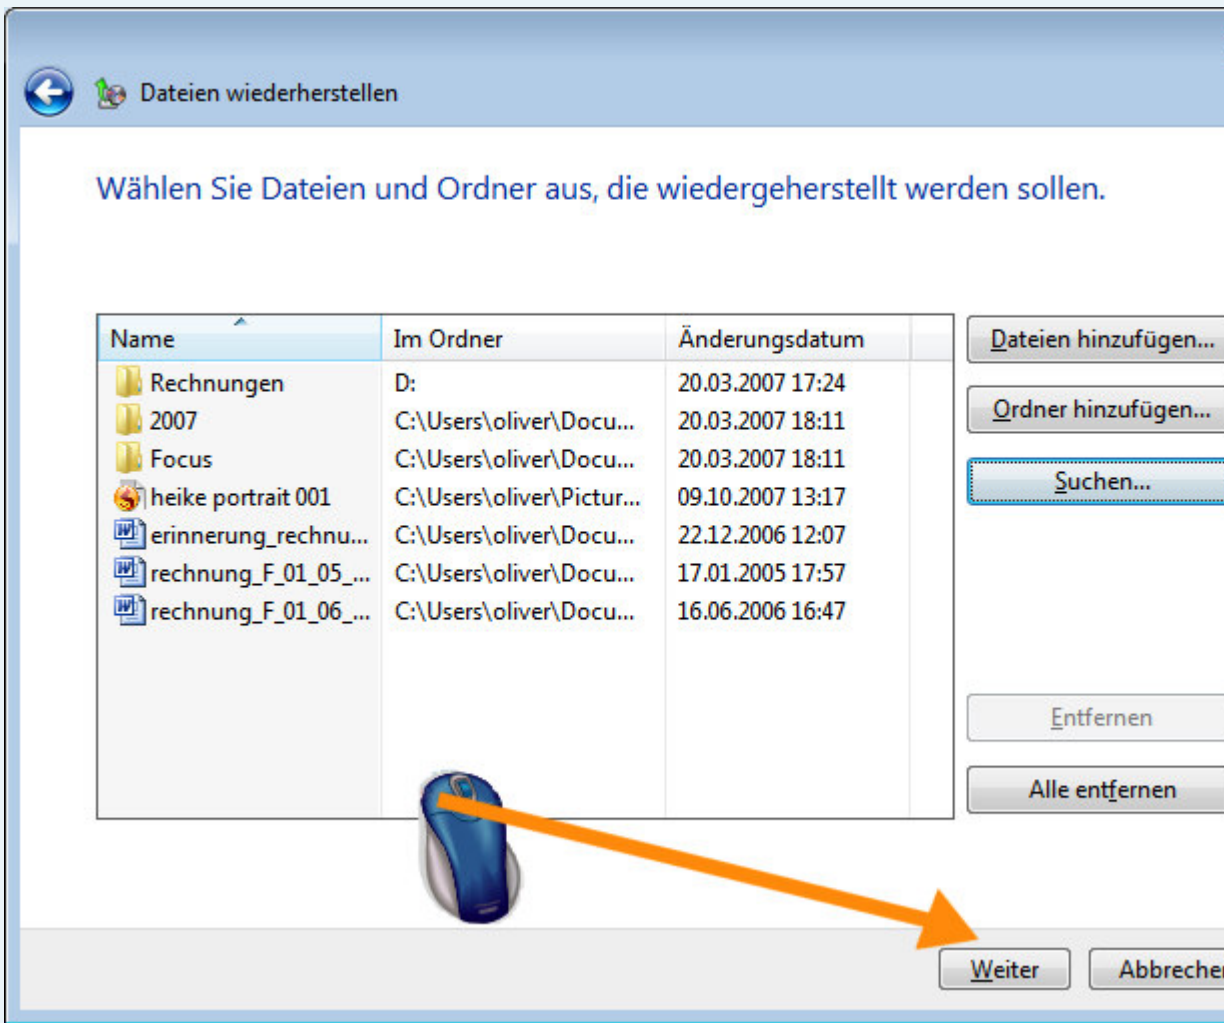 Dateien wiederherstellen
Wählen Sie Dateien und Ordner aus, die wiedergeherstellt werden sollen.
Name Im Ordner Änderungsdatum
Rechnungen D: 20.03.2007 17:24
2007 C:\Users\oliver\Docu... 20.03.2007 18:11
Focus C:\Users\oliver\Docu... 20.03.2007 18:11
heike portrait 001 C:\Users\oliver\Pictur... 09.10.2007 13:17
erinnerung_rechnu... C:\Users\oliver\Docu... 22.12.2006 12:07
rechnung_F_01_05_... C:\Users\oliver\Docu... 17.01.2005 17:57
rechnung_F_01_06_... C:\Users\oliver\Docu... 16.06.2006 16:47
Dateien hinzufügen...
Ordner hinzufügen...
Suchen...
Entfernen
Alle entfernen
Weiter Abbrechen